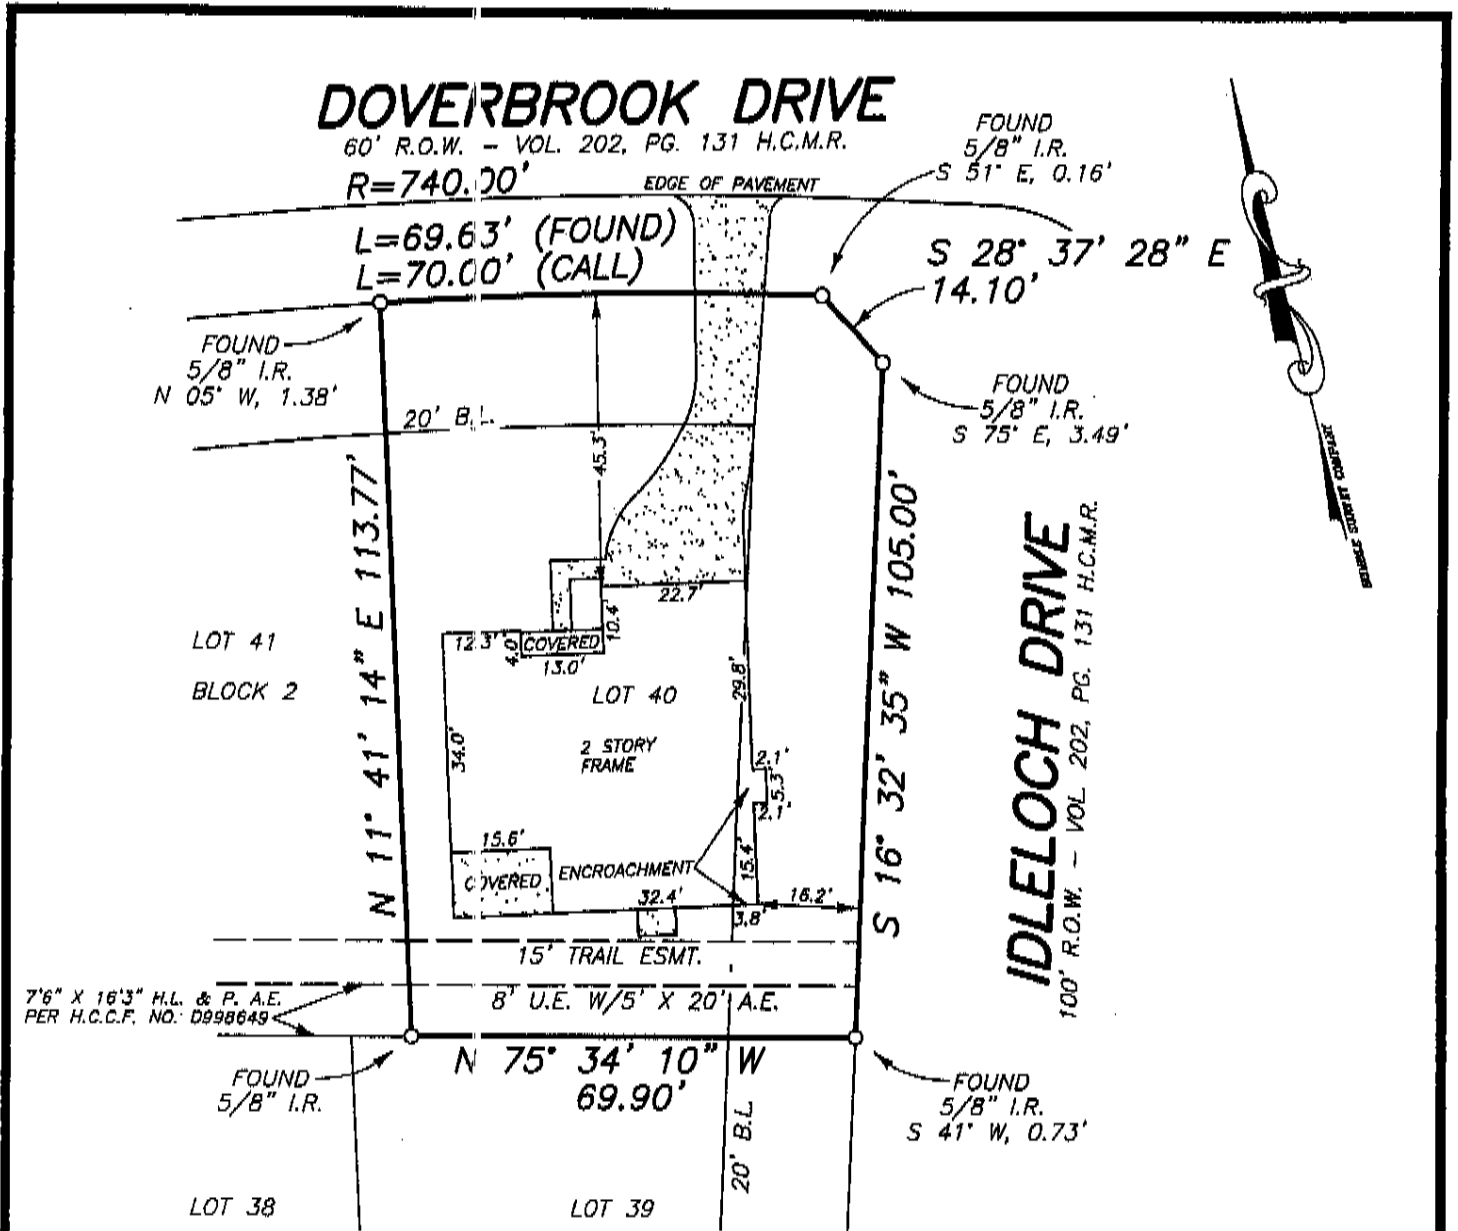 DOVERBROOK DRIVE
60' R.O.W. - VOL. 202, PG. 131 H.C.M.R.
R=740.00'
EDGE OF PAVEMENT
L=69.63' (FOUND)
L=70.00' (CALL)
FOUND
5/8" I.R.
S 51° E, 0.16'
S 28° 37' 28" E
14.10'
FOUND
5/8" I.R.
N 05° W, 1.38'
FOUND
5/8" I.R.
S 75° E, 3.49'
20' B.L.
45.3'
N 11° 41' 14" E 113.77'
S 16° 32' 35" W 105.00'
IDLELOCH DRIVE
100' R.O.W. - VOL. 202, PG. 131 H.C.M.R.
22.7'
10.4'
12.3'
4.0'
COVERED
13.0'
LOT 41
BLOCK 2
LOT 40
29.8'
2 STORY
FRAME
34.0'
2.1'
5.3'
2.1'
15.6'
COVERED
ENCROACHMENT
15.4'
32.4'
3.8'
16.2'
15' TRAIL ESMT.
8' U.E. W/5' X 20' A.E.
7'6" X 16'3" H.L. & P. A.E.
PER H.C.C.F. NO.: D998649
N 75° 34' 10" W
69.90'
FOUND
5/8" I.R.
FOUND
5/8" I.R.
S 41° W, 0.73'
20' B.L.
LOT 38
LOT 39